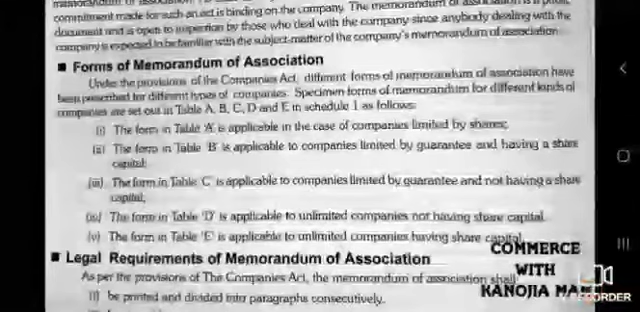 commitment made for such an act is binding on the company. The memorandum of association is a public
document and is open to inspection by those who deal with the company since anybody dealing with the
company is expected to be familiar with the subject-matter of the company's memorandum of association.
■ Forms of Memorandum of Association
Under the provisions of the Companies Act, different forms of memorandum of association have
been prescribed for different types of companies. Specimen forms of memorandum for different kinds of
companies are set out in Table A, B, C, D and E in schedule I as follows:
(i) The form in Table 'A' is applicable in the case of companies limited by shares;
(ii) The form in Table 'B' is applicable to companies limited by guarantee and having a share
capital;
(iii) The form in Table 'C' is applicable to companies limited by guarantee and not having a share
capital;
(iv) The form in Table 'D' is applicable to unlimited companies not having share capital.
(v) The form in Table 'E' is applicable to unlimited companies having share capital.
■ Legal Requirements of Memorandum of Association
As per the provisions of The Companies Act, the memorandum of association shall
(i) be printed and divided into paragraphs consecutively.
COMMERCE
WITH
KANOJIA
RECORDER